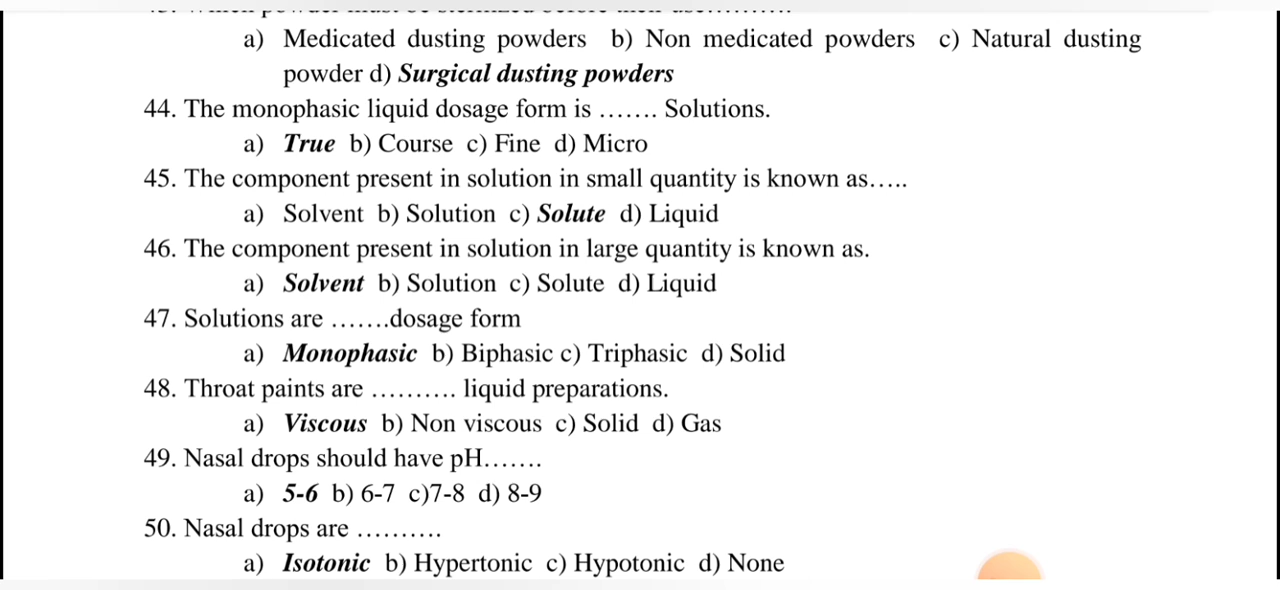 a) Medicated dusting powders b) Non medicated powders c) Natural dusting
powder d) Surgical dusting powders
44. The monophasic liquid dosage form is ....... Solutions.
a) True b) Course c) Fine d) Micro
45. The component present in solution in small quantity is known as.....
a) Solvent b) Solution c) Solute d) Liquid
46. The component present in solution in large quantity is known as.
a) Solvent b) Solution c) Solute d) Liquid
47. Solutions are .......dosage form
a) Monophasic b) Biphasic c) Triphasic d) Solid
48. Throat paints are .......... liquid preparations.
a) Viscous b) Non viscous c) Solid d) Gas
49. Nasal drops should have pH.......
a) 5-6 b) 6-7 c)7-8 d) 8-9
50. Nasal drops are ..........
a) Isotonic b) Hypertonic c) Hypotonic d) None